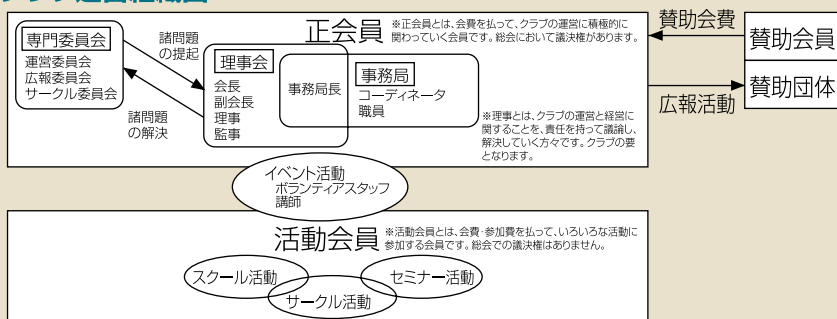 正会員
※正会員とは、会費を払って、クラブの運営に積極的に
関わっていく会員です。総会において議決権があります。
専門委員会
運営委員会
広報委員会
サークル委員会
諸問題
の提起
諸問題
の解決
理事会
会長
副会長
理事
監事
事務局長
事務局
コーディネータ
職員
※理事とは、クラブの運営と経営に
関することを、責任を持って議論し、
解決していく方々です。クラブの要
となります。
賛助会費
広報活動
賛助会員
賛助団体
イベント活動
ボランティアスタッフ
講師
活動会員
※活動会員とは、会費・参加費を払って、いろいろな活動に
参加する会員です。総会での議決権はありません。
スクール活動
サークル活動
セミナー活動